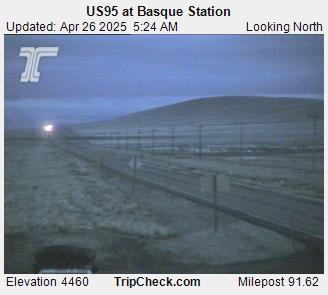 US95 at Basque Station
Updated: Apr 26 2025 5:24 AM Looking North
Elevation 4460 TripCheck.com Milepost 91.62